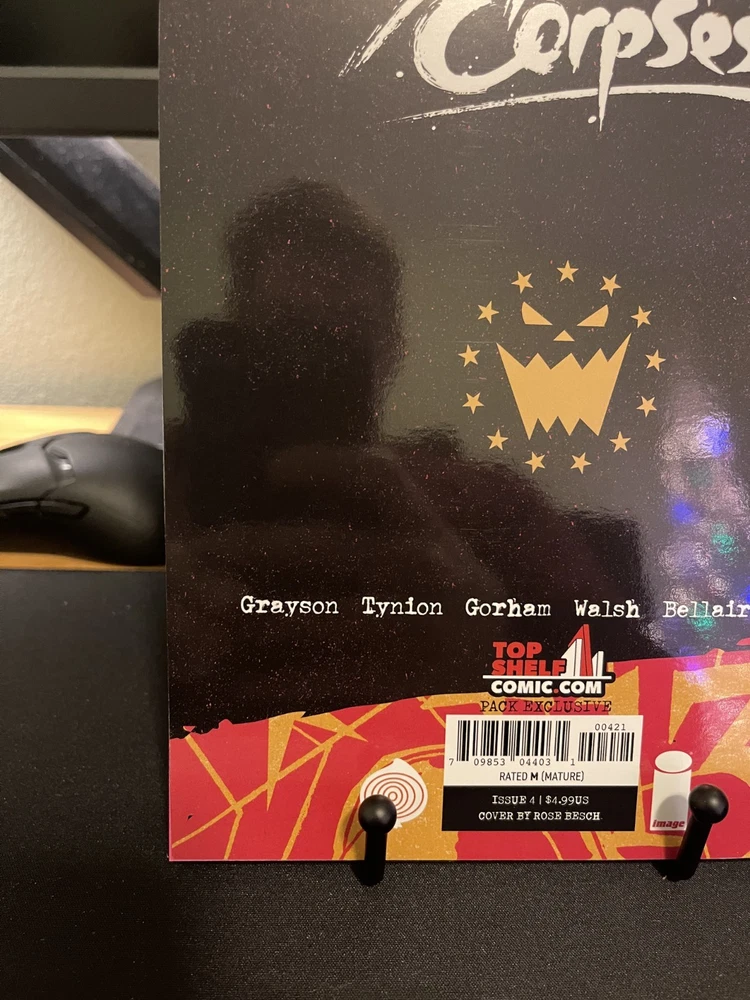 Corpses
Grayson Tynion Gorham Walsh Bellair
TOP
SHELF
COMIC.COM
PACK EXCLUSIVE
00421
7 09853 04403 1
RATED M (MATURE)
ISSUE 4 | $4.99US
COVER BY ROSE BESCH
image